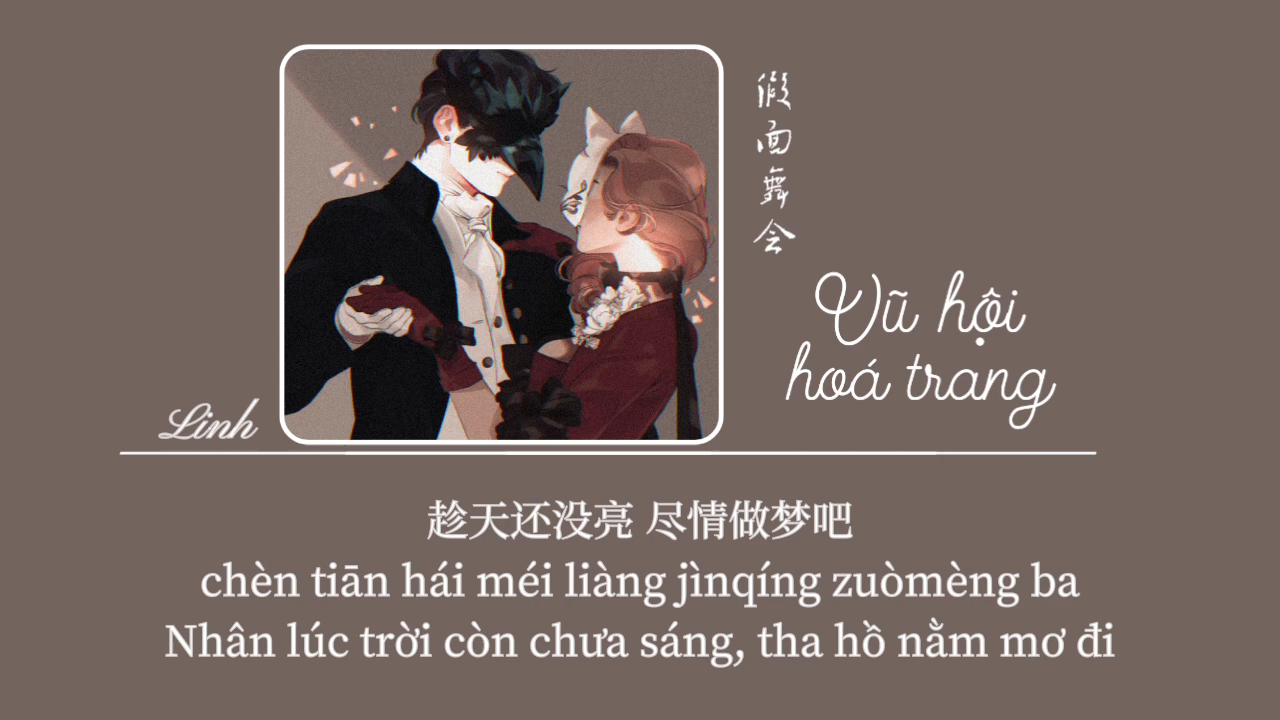 假面舞会
Vũ hội
hoá trang
Linh
趁天还没亮 尽情做梦吧
chèn tiān hái méi liàng jìnqíng zuòmèng ba
Nhân lúc trời còn chưa sáng, tha hồ nằm mơ đi